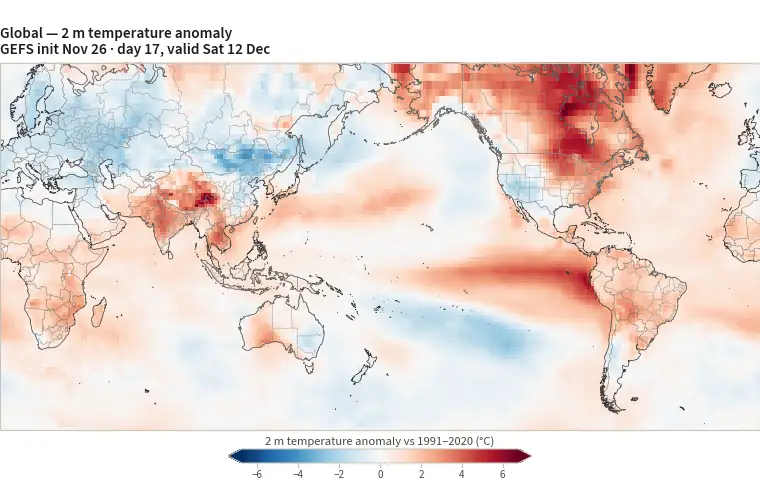 Global — 2 m temperature anomaly
GEFS init Nov 26 · day 17, valid Sat 12 Dec
2 m temperature anomaly vs 1991–2020 (°C)
−6 −4 −2 0 2 4 6